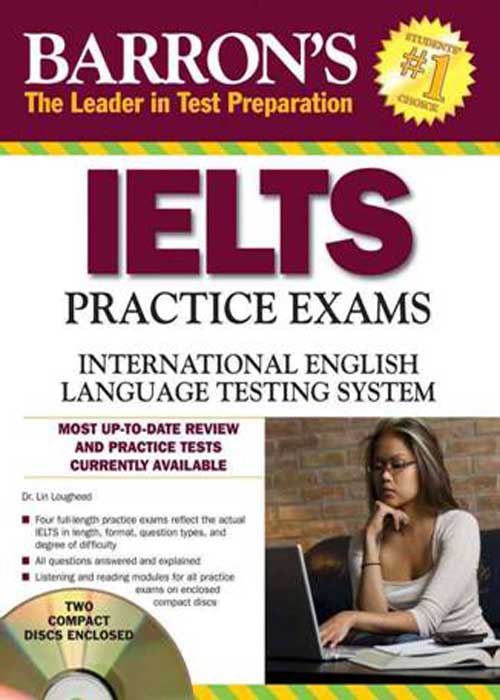 BARRON'S
The Leader in Test Preparation
STUDENTS'
#1
CHOICE
IELTS
PRACTICE EXAMS
INTERNATIONAL ENGLISH
LANGUAGE TESTING SYSTEM
MOST UP-TO-DATE REVIEW
AND PRACTICE TESTS
CURRENTLY AVAILABLE
Dr. Lin Lougheed
■ Four full-length practice exams reflect the actual
IELTS in length, format, question types, and
degree of difficulty
■ All questions answered and explained
■ Listening and reading modules for all practice
exams on enclosed
compact discs
TWO
COMPACT
DISCS ENCLOSED